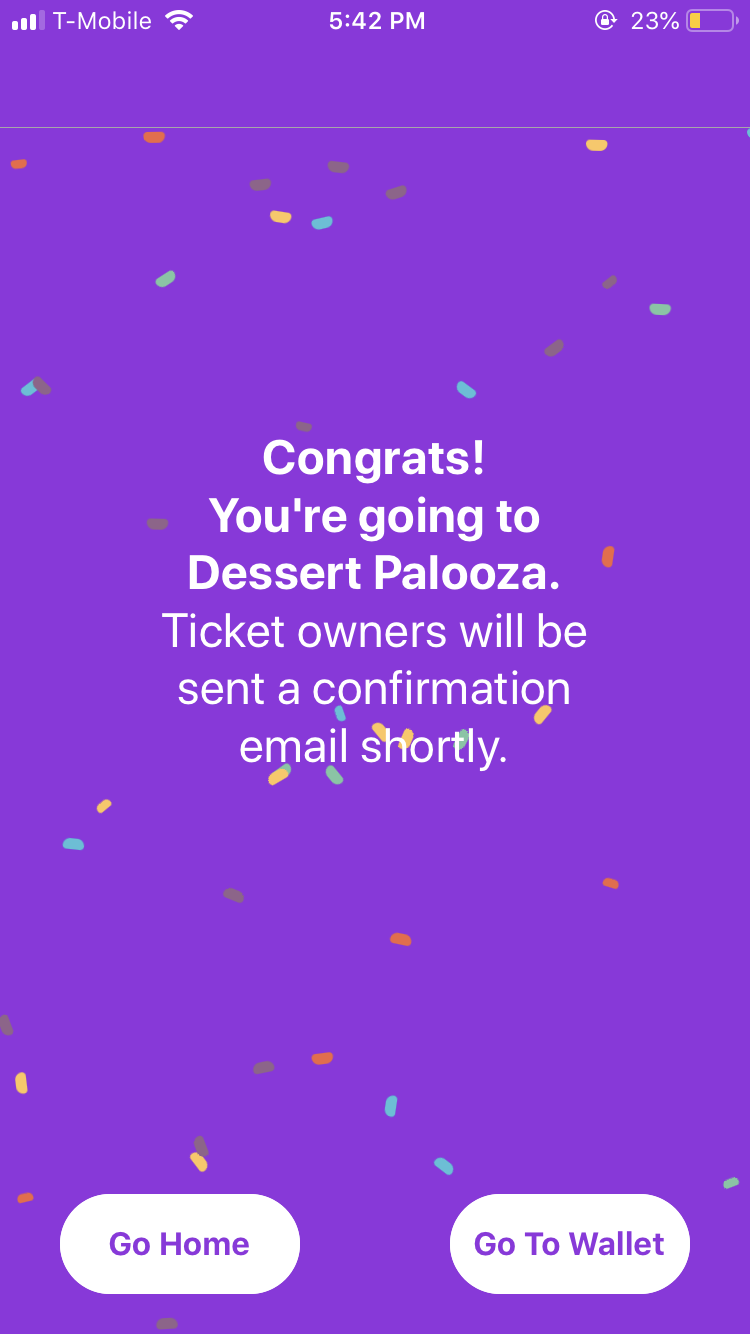 T-Mobile 5:42 PM 23%
Congrats!
You're going to
Dessert Palooza.
Ticket owners will be
sent a confirmation
email shortly.
Go Home Go To Wallet